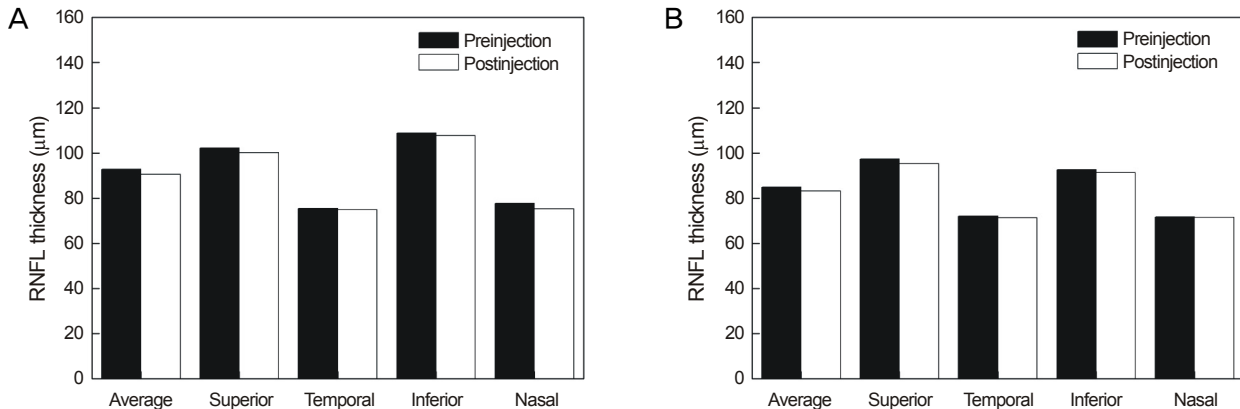 A
RNFL thickness (μm)
160
140
120
100
80
60
40
20
0
Preinjection
Postinjection
Average Superior Temporal Inferior Nasal
B
RNFL thickness (μm)
160
140
120
100
80
60
40
20
0
Preinjection
Postinjection
Average Superior Temporal Inferior Nasal